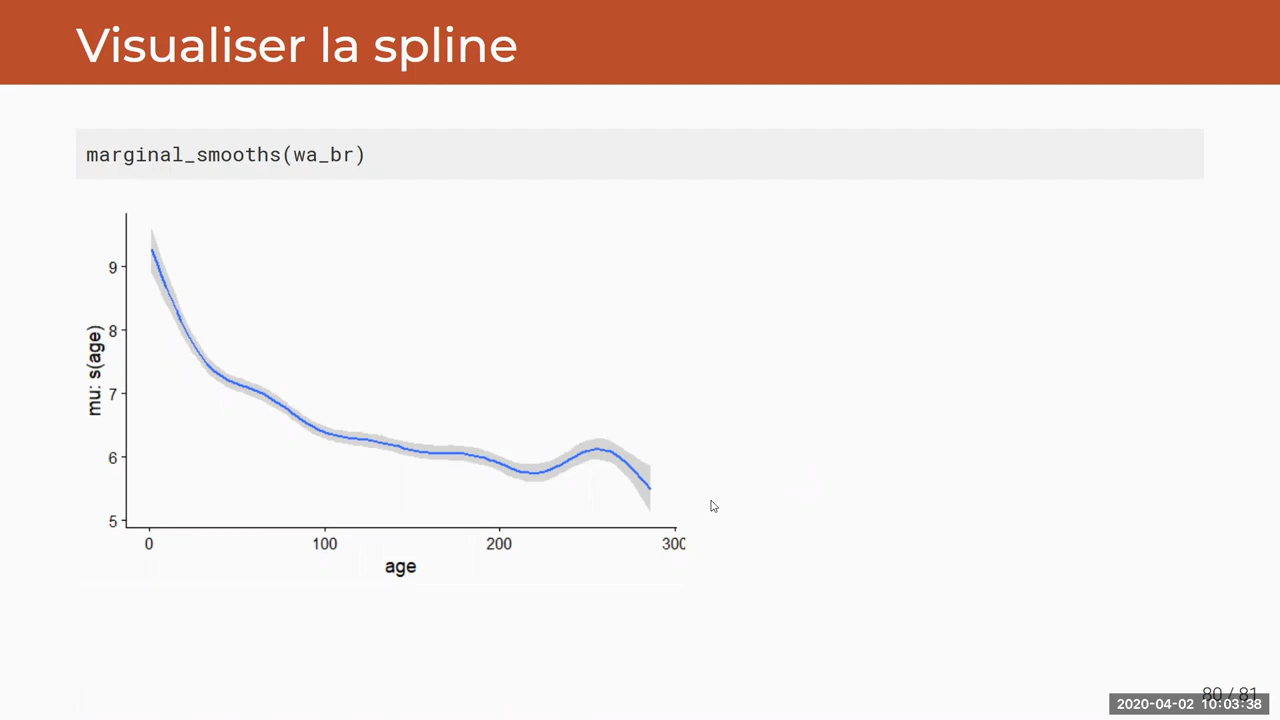 Visualiser la spline
marginal_smooths(wa_br)
9
8
7
6
5
mu: s(age)
0 100 200 300
age
80 / 81
2020-04-02 10:03:38